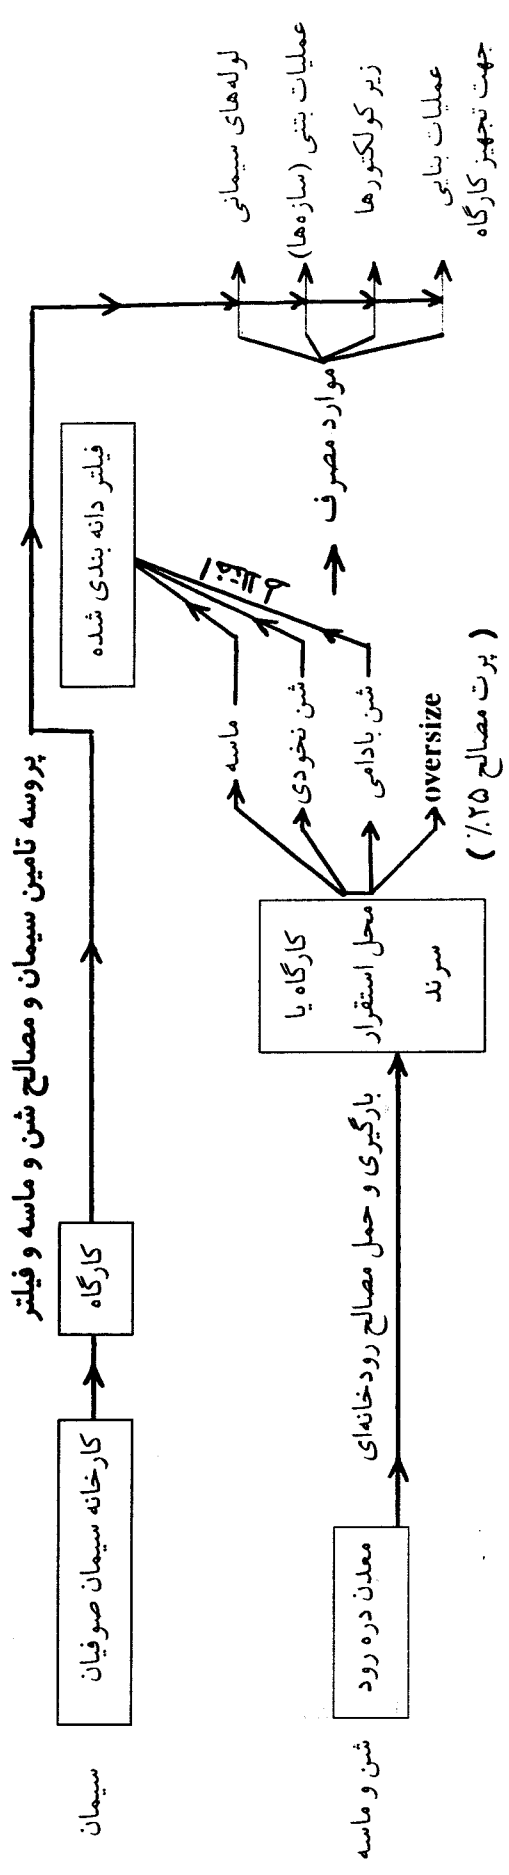 پروسه تامین سیمان و مصالح شن و ماسه و فیلتر
سیمان
کارخانه سیمان صوفیان
کارگاه
فیلتر دانه بندی شده
شن و ماسه
معدن دره رود
بارگیری و حمل مصالح رودخانه‌ای
کارگاه یا
محل استقرار
سرند
ماسه
شن نخودی
شن بادامی
oversize
( پرت مصالح ۲۵٪ )
موارد مصرف
لوله‌های سیمانی
عملیات بتنی (سازه‌ها)
زیر کولکتورها
عملیات بنایی
جهت تجهیز کارگاه